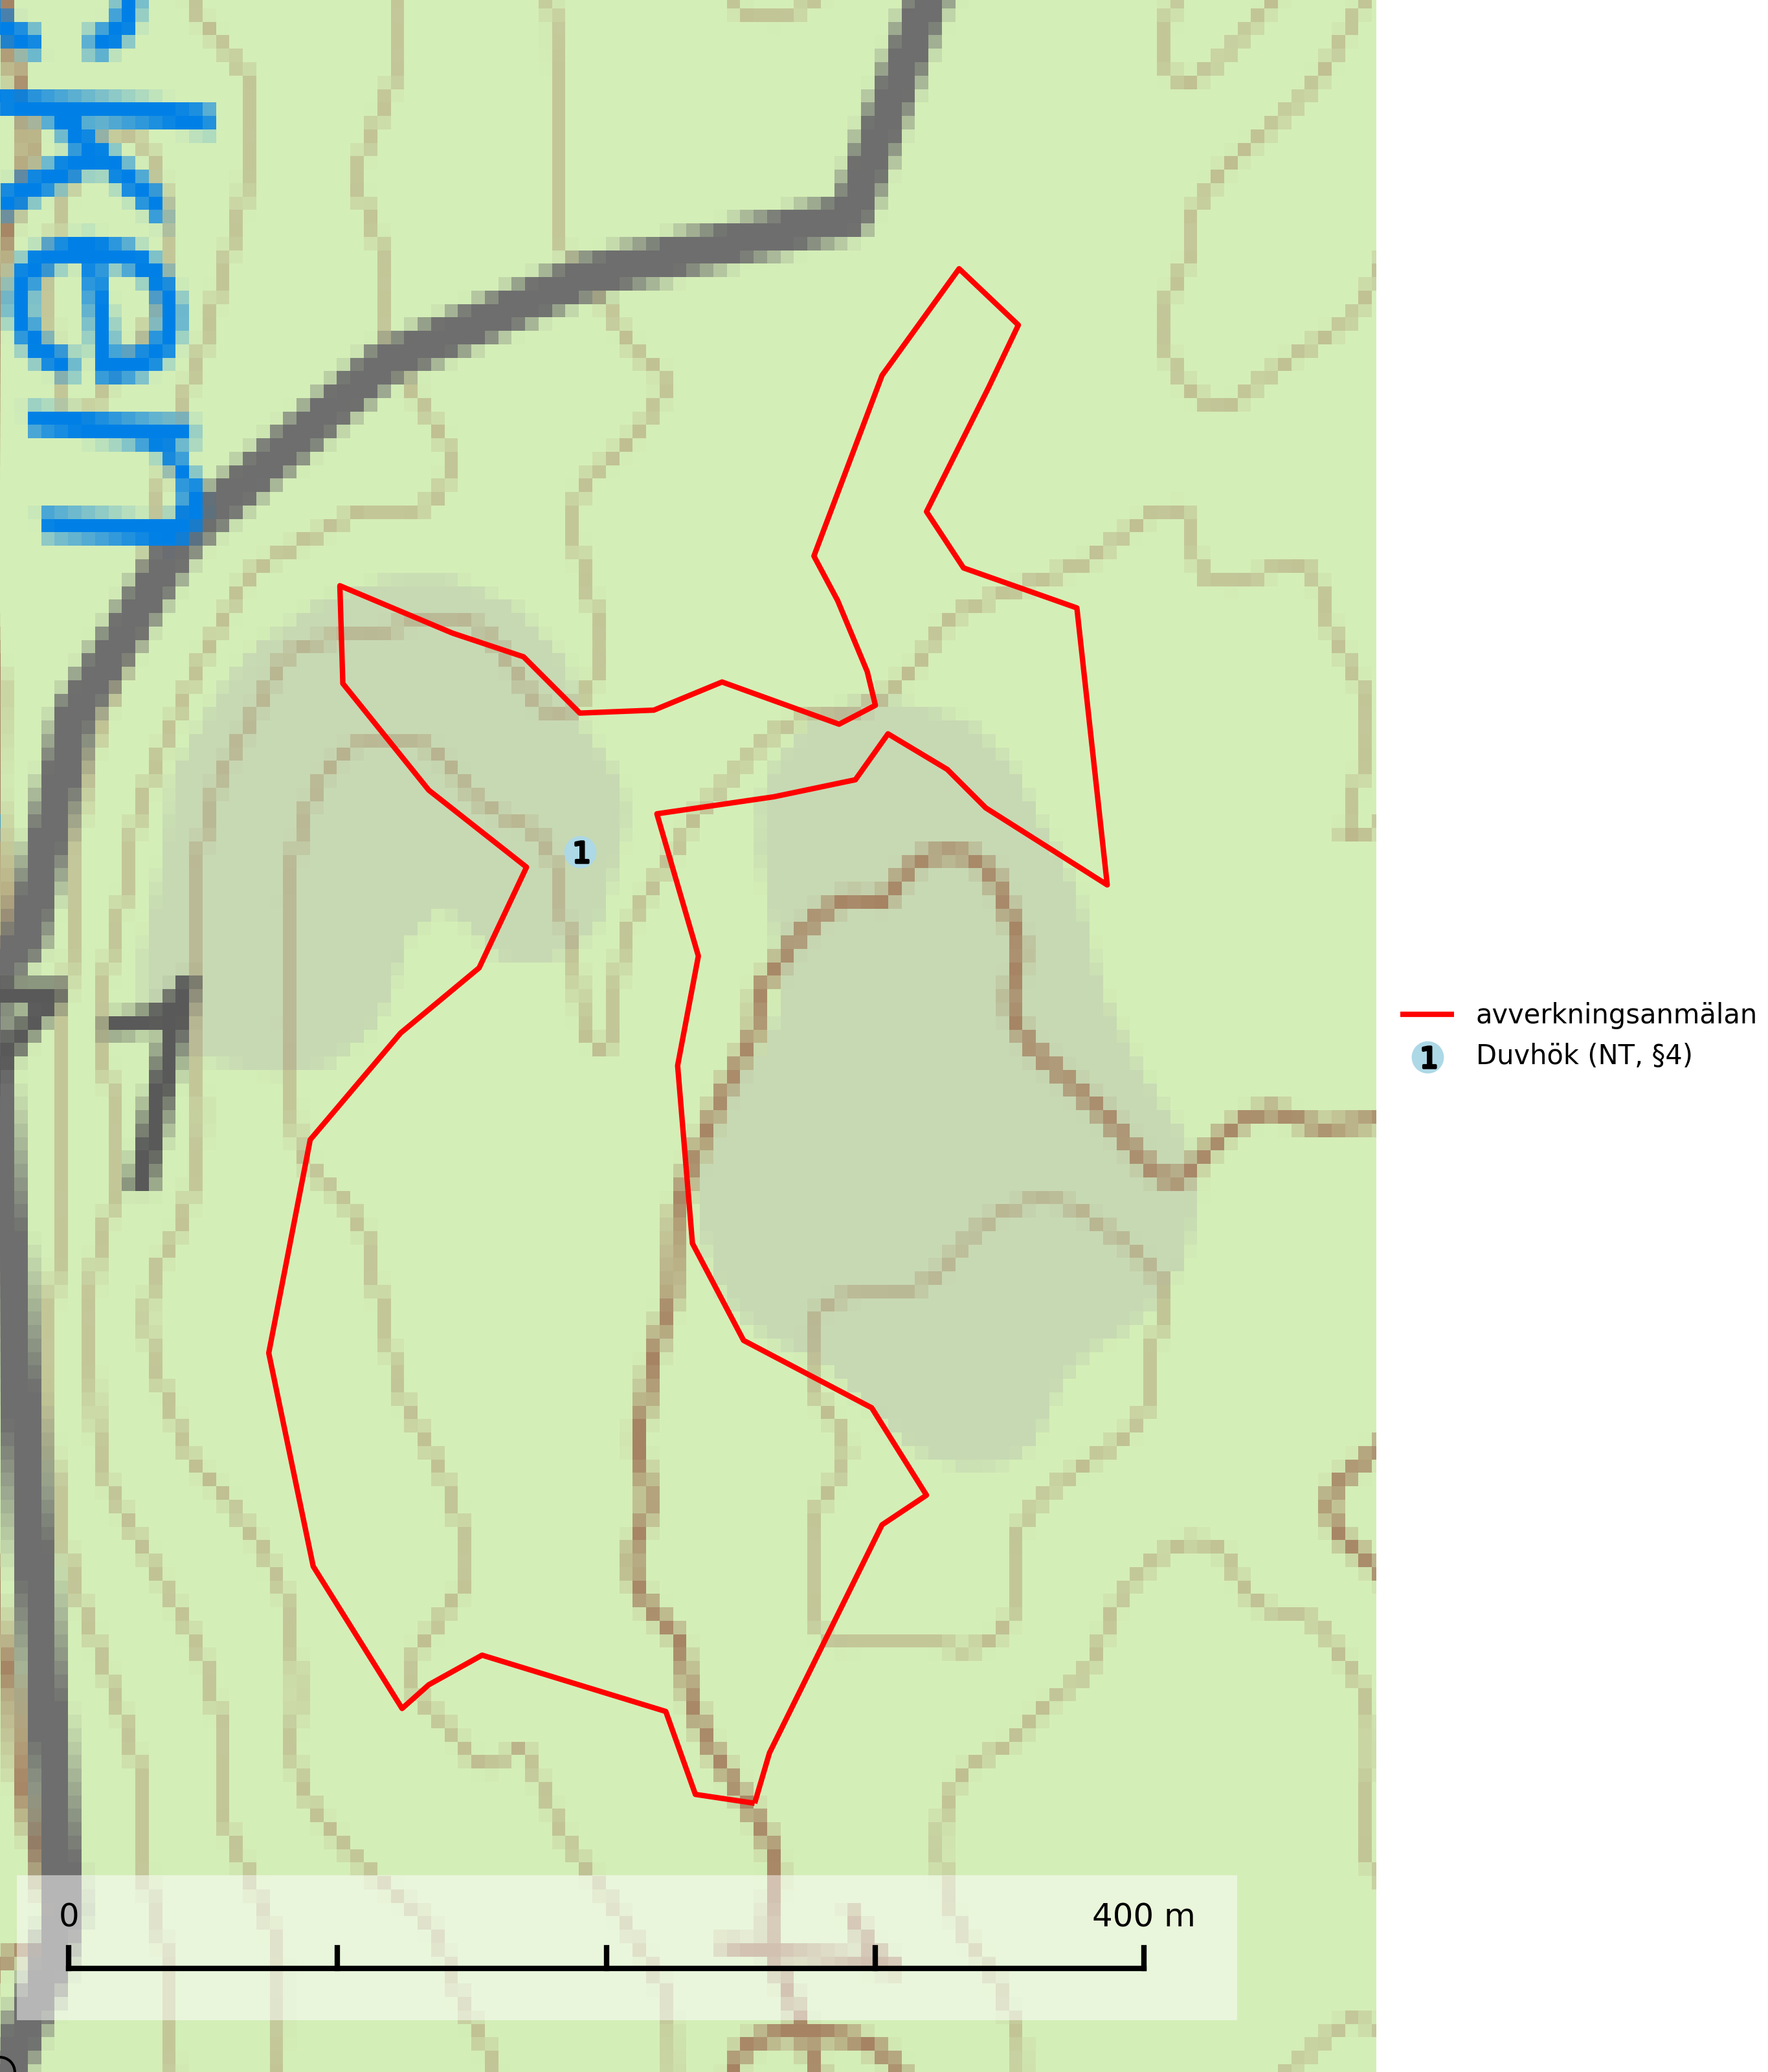 1
avverkningsanmälan
1 Duvhök (NT, §4)
0 400 m